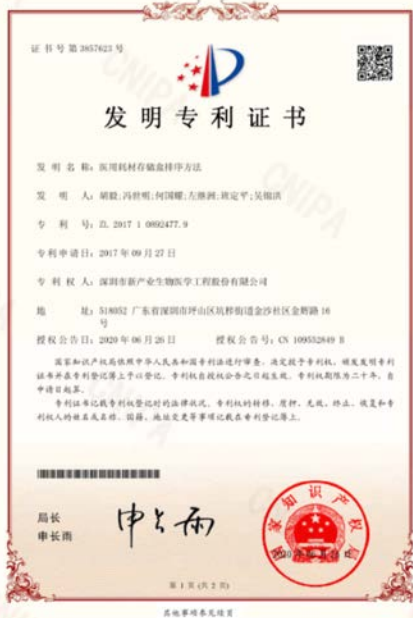 证书号第3857623号
发明专利证书
发 明 名 称：医用耗材存储盒排序方法
发 明 人：胡毅;冯世明;何国耀;左继洲;班定平;吴锦洪
专 利 号：ZL 2017 1 0892477.9
专利申请日：2017年09月27日
专 利 权 人：深圳市新产业生物医学工程股份有限公司
地 址：518052 广东省深圳市坪山区坑梓街道金沙社区金辉路16
号
授权公告日：2020年06月26日 授权公告号：CN 109552849 B
国家知识产权局依照中华人民共和国专利法进行审查，决定授予专利权，颁发发明专利
证书并在专利登记簿上予以登记。专利权自授权公告之日起生效。专利权期限为二十年，自
申请日起算。
专利证书记载专利权登记时的法律状况。专利权的转移、质押、无效、终止、恢复和专
利权人的姓名或名称、国籍、地址变更等事项记载在专利登记簿上。
局长
申长雨
申长雨
国家知识产权局
第 1 页 (共 2 页)
其他事项参见续页
CNIPA
CNIPA
CNIPA